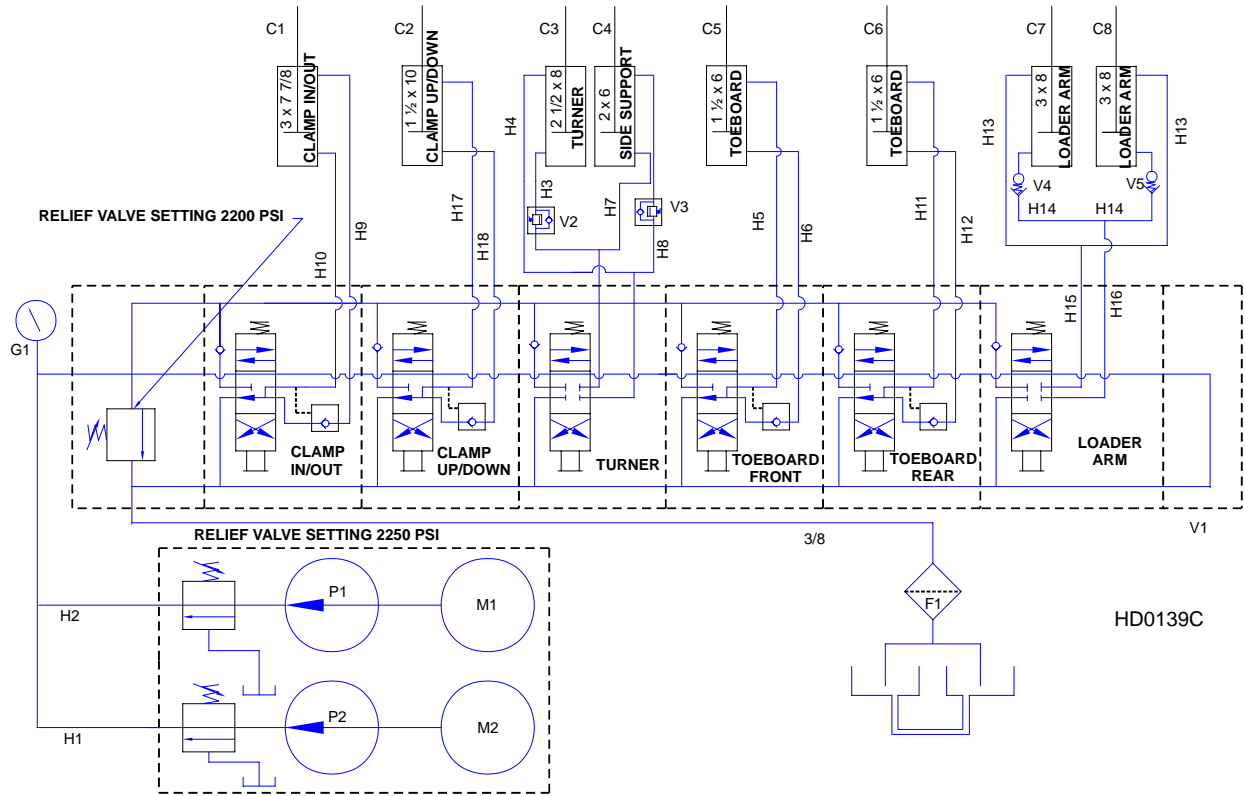 C1
C2
C3
C4
C5
C6
C7
C8
3 x 7 7/8
CLAMP IN/OUT
1 ½ x 10
CLAMP UP/DOWN
2 1/2 x 8
TURNER
2 x 6
SIDE SUPPORT
1 ½ x 6
TOEBOARD
1 ½ x 6
TOEBOARD
3 x 8
LOADER ARM
3 x 8
LOADER ARM
H4
H13
H13
H3
V4
V5
H14
H14
RELIEF VALVE SETTING 2200 PSI
H9
H10
H17
H18
V2
H7
V3
H8
H5
H6
H11
H12
H15
H16
G1
CLAMP
IN/OUT
CLAMP
UP/DOWN
TURNER
TOEBOARD
FRONT
TOEBOARD
REAR
LOADER
ARM
V1
RELIEF VALVE SETTING 2250 PSI
3/8
P1
M1
H2
F1
HD0139C
P2
M2
H1